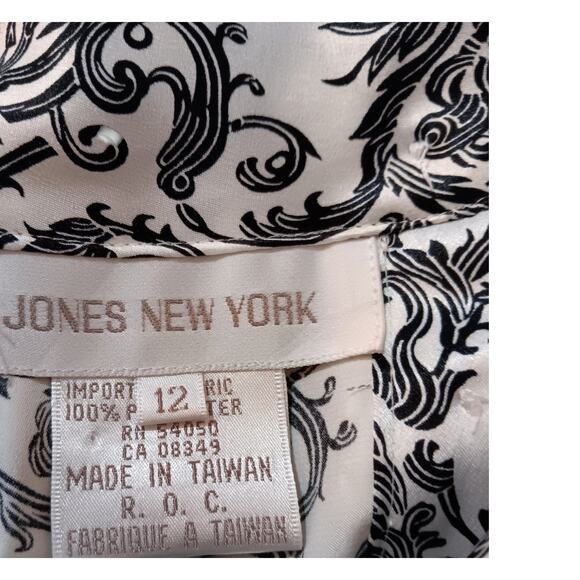 JONES NEW YORK
12
IMPORT RIC
100% P TER
RN 54050
CA 08349
MADE IN TAIWAN
R. O. C.
FABRIQUE A TAIWAN